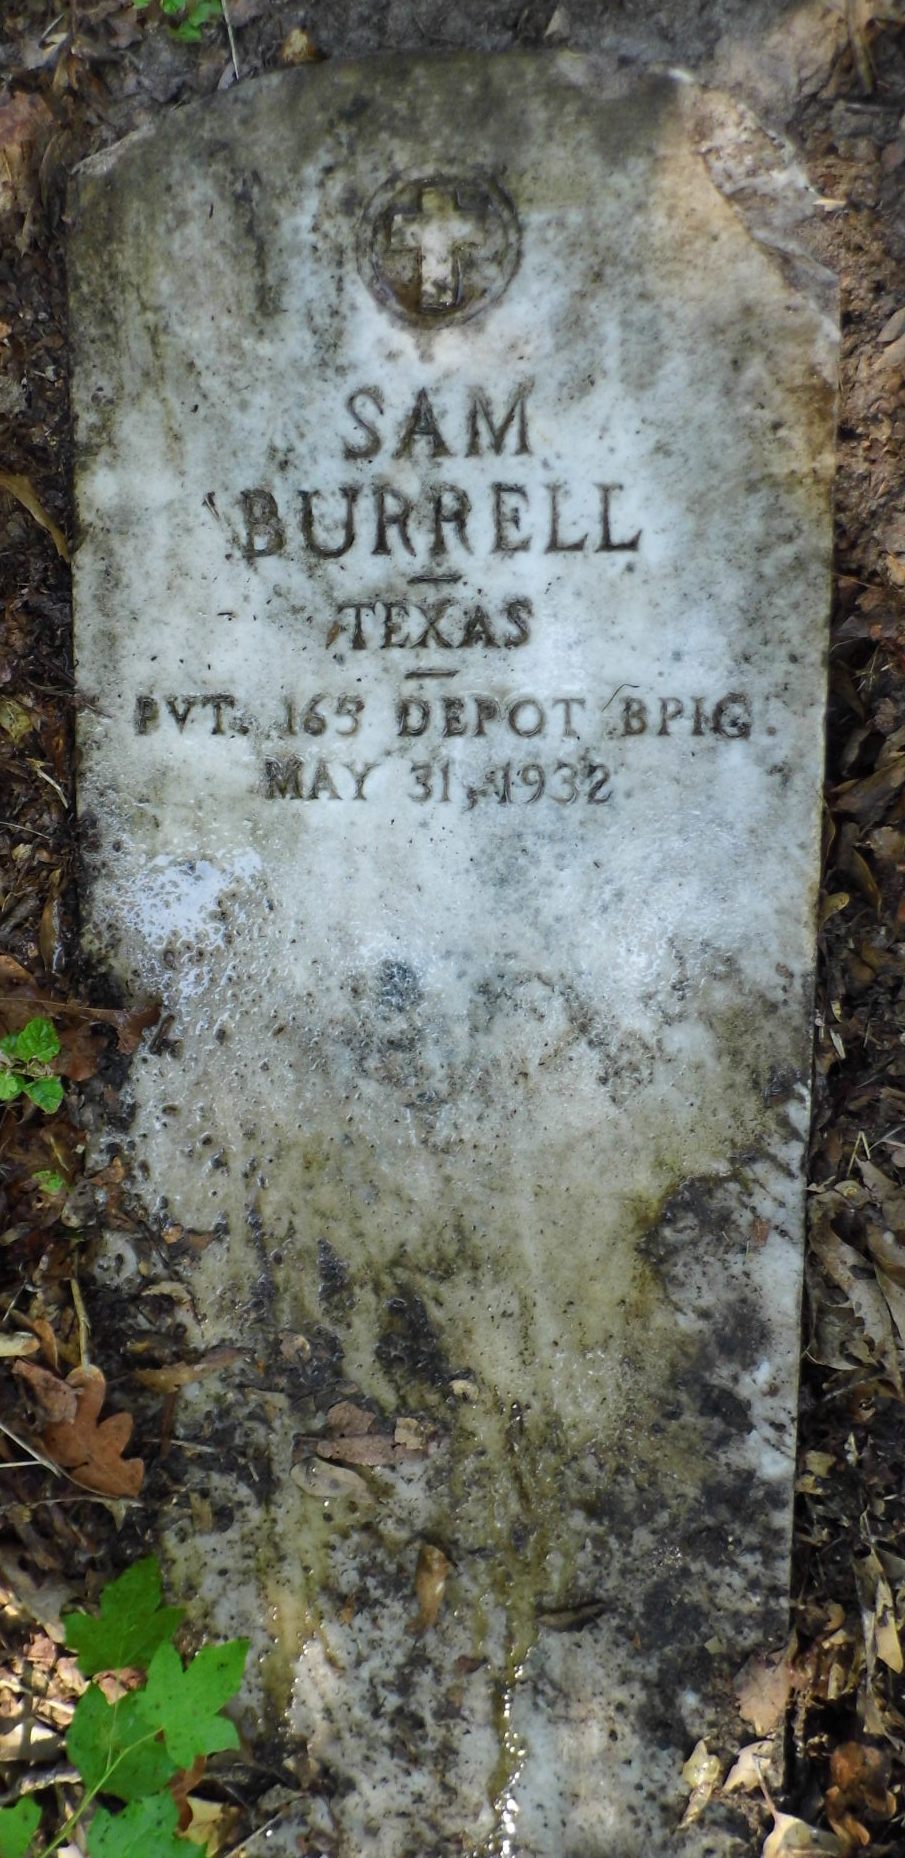 SAM
BURRELL
TEXAS
PVT. 165 DEPOT BRIG.
MAY 31, 1932